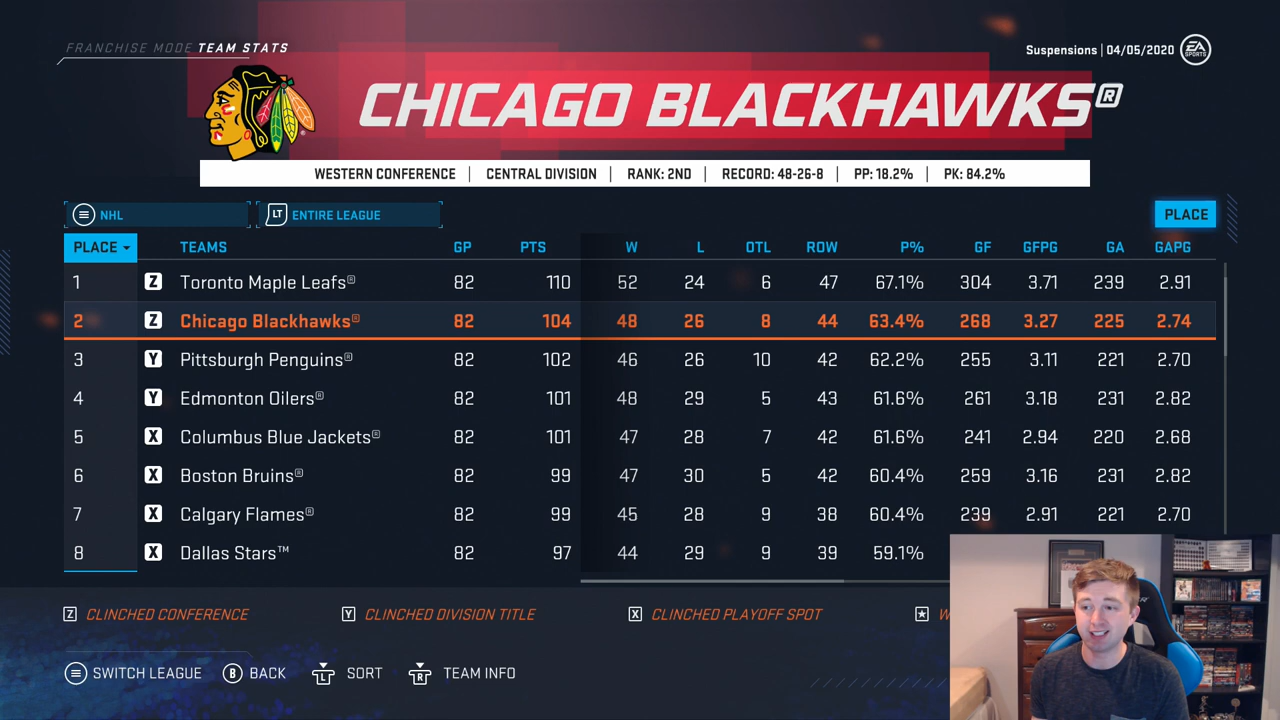 FRANCHISE MODE TEAM STATS
Suspensions | 04/05/2020
EA SPORTS
CHICAGO BLACKHAWKS®
WESTERN CONFERENCE | CENTRAL DIVISION | RANK: 2ND | RECORD: 48-26-8 | PP: 18.2% | PK: 84.2%
NHL LT ENTIRE LEAGUE PLACE
PLACE TEAMS GP PTS W L OTL ROW P% GF GFPG GA GAPG
1 Z Toronto Maple Leafs® 82 110 52 24 6 47 67.1% 304 3.71 239 2.91
2 Z Chicago Blackhawks® 82 104 48 26 8 44 63.4% 268 3.27 225 2.74
3 Y Pittsburgh Penguins® 82 102 46 26 10 42 62.2% 255 3.11 221 2.70
4 Y Edmonton Oilers® 82 101 48 29 5 43 61.6% 261 3.18 231 2.82
5 X Columbus Blue Jackets® 82 101 47 28 7 42 61.6% 241 2.94 220 2.68
6 X Boston Bruins® 82 99 47 30 5 42 60.4% 259 3.16 231 2.82
7 X Calgary Flames® 82 99 45 28 9 38 60.4% 239 2.91 221 2.70
8 X Dallas Stars™ 82 97 44 29 9 39 59.1%
Z CLINCHED CONFERENCE Y CLINCHED DIVISION TITLE X CLINCHED PLAYOFF SPOT
SWITCH LEAGUE B BACK L SORT R TEAM INFO